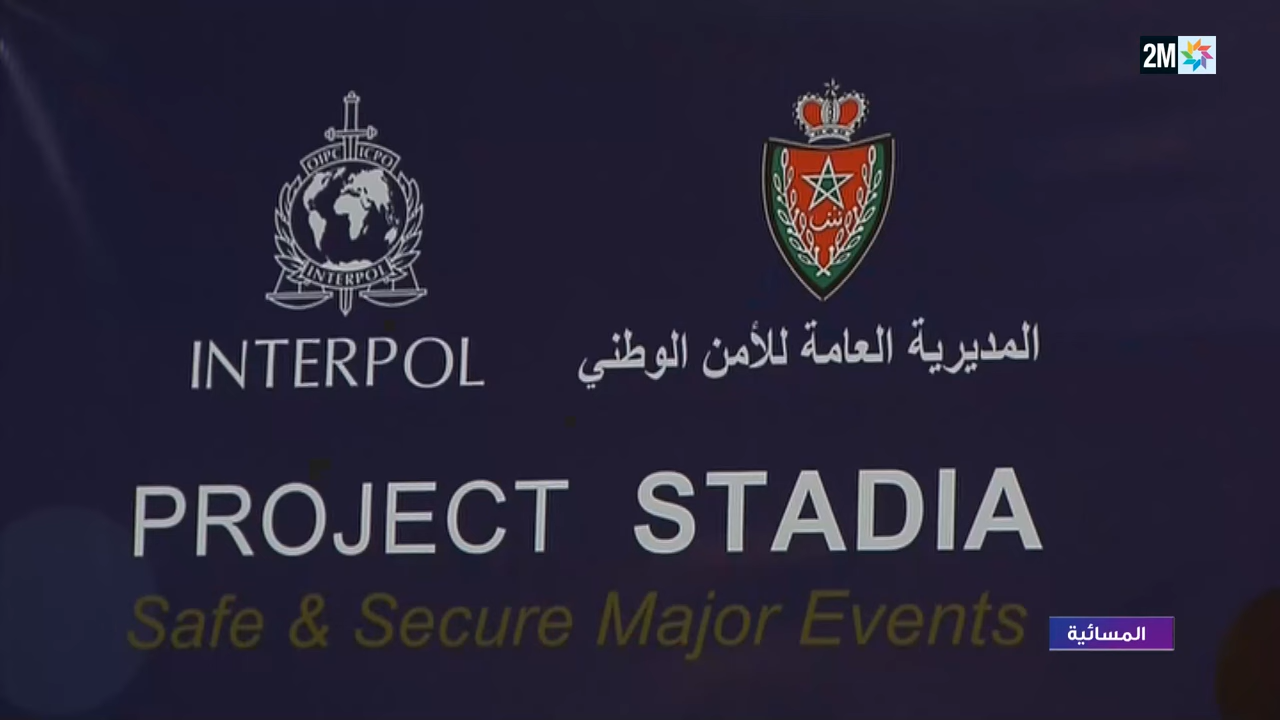 2M
OIPC ICPO
INTERPOL
INTERPOL
المديرية العامة للأمن الوطني
PROJECT STADIA
Safe & Secure Major Events
المسائية